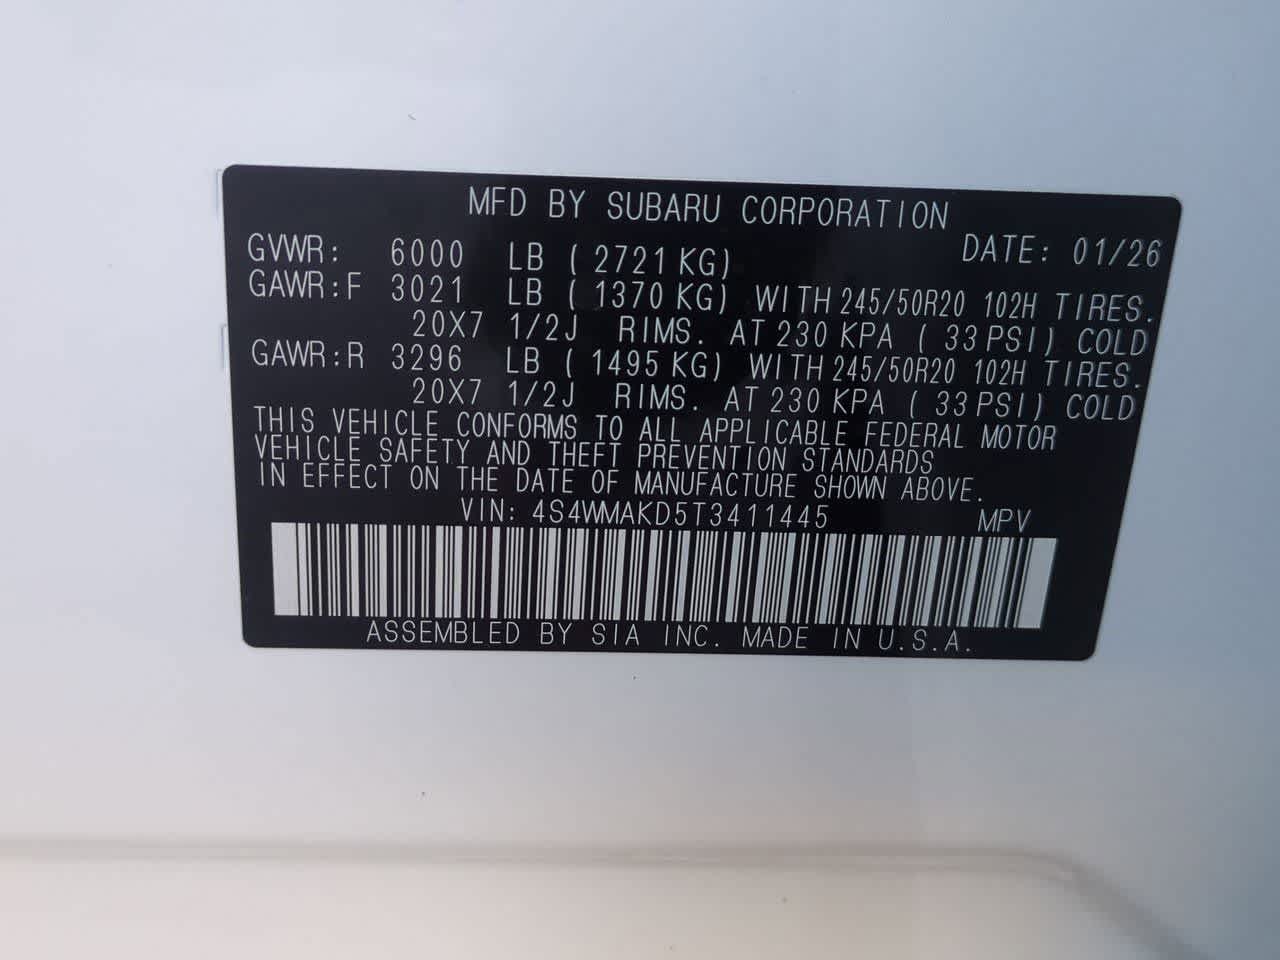 MFD BY SUBARU CORPORATION
GVWR: 6000 LB ( 2721 KG) DATE: 01/26
GAWR:F 3021 LB ( 1370 KG) WITH 245/50R20 102H TIRES.
20X7 1/2J RIMS. AT 230 KPA ( 33 PSI) COLD
GAWR:R 3296 LB ( 1495 KG) WITH 245/50R20 102H TIRES.
20X7 1/2J RIMS. AT 230 KPA ( 33 PSI) COLD
THIS VEHICLE CONFORMS TO ALL APPLICABLE FEDERAL MOTOR
VEHICLE SAFETY AND THEFT PREVENTION STANDARDS
IN EFFECT ON THE DATE OF MANUFACTURE SHOWN ABOVE.
VIN: 4S4WMAKD5T3411445 MPV
ASSEMBLED BY SIA INC. MADE IN U.S.A.